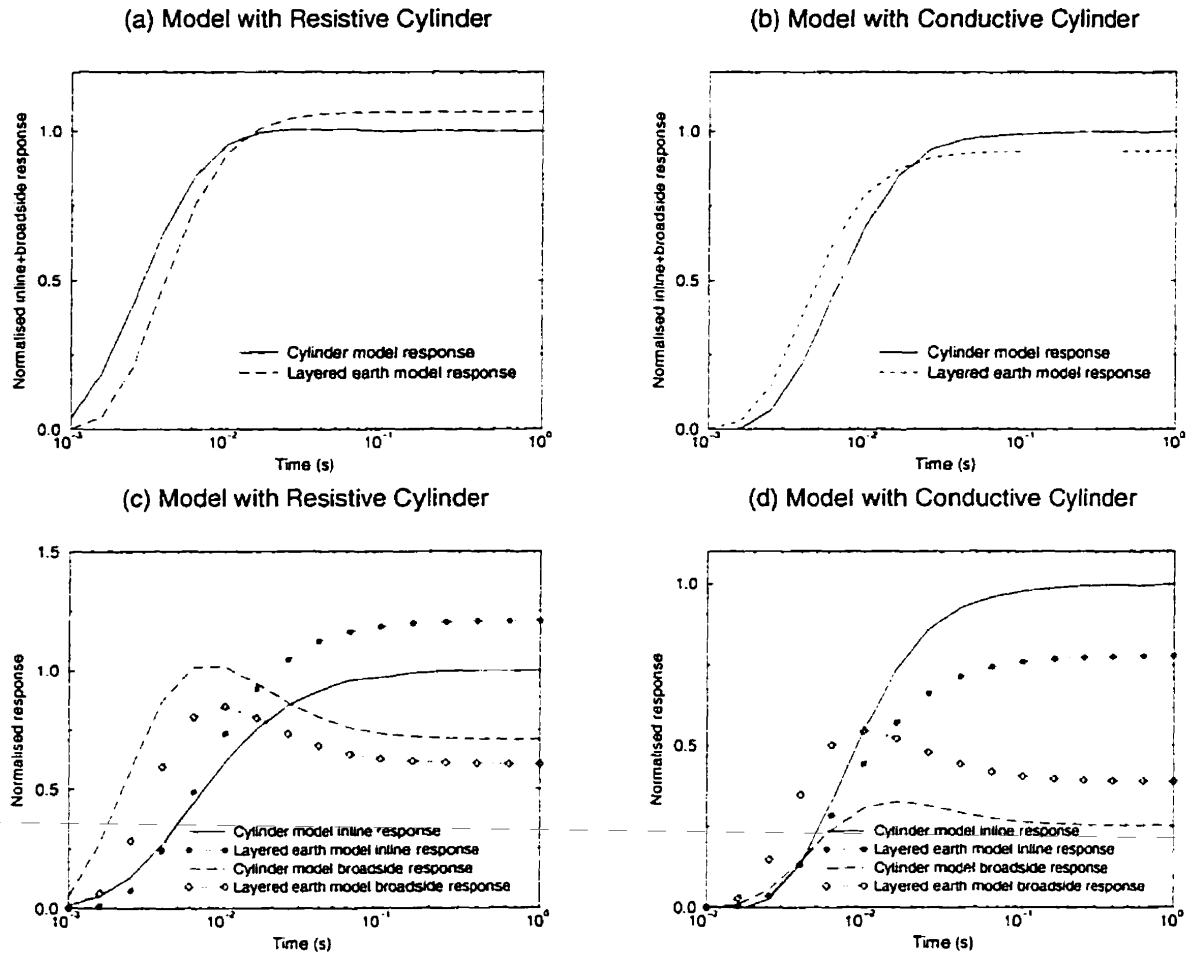 (a) Model with Resistive Cylinder
Normalised inline+broadside response
1.0
0.5
0.0
10⁻³
10⁻²
10⁻¹
10⁰
Time (s)
Cylinder model response
Layered earth model response
(b) Model with Conductive Cylinder
Normalised inline+broadside response
1.0
0.5
0.0
10⁻³
10⁻²
10⁻¹
10⁰
Time (s)
Cylinder model response
Layered earth model response
(c) Model with Resistive Cylinder
Normalised response
1.5
1.0
0.5
0.0
10⁻³
10⁻²
10⁻¹
10⁰
Time (s)
Cylinder model inline response
Layered earth model inline response
Cylinder model broadside response
Layered earth model broadside response
(d) Model with Conductive Cylinder
Normalised response
1.0
0.5
0.0
10⁻³
10⁻²
10⁻¹
10⁰
Time (s)
Cylinder model inline response
Layered earth model inline response
Cylinder model broadside response
Layered earth model broadside response